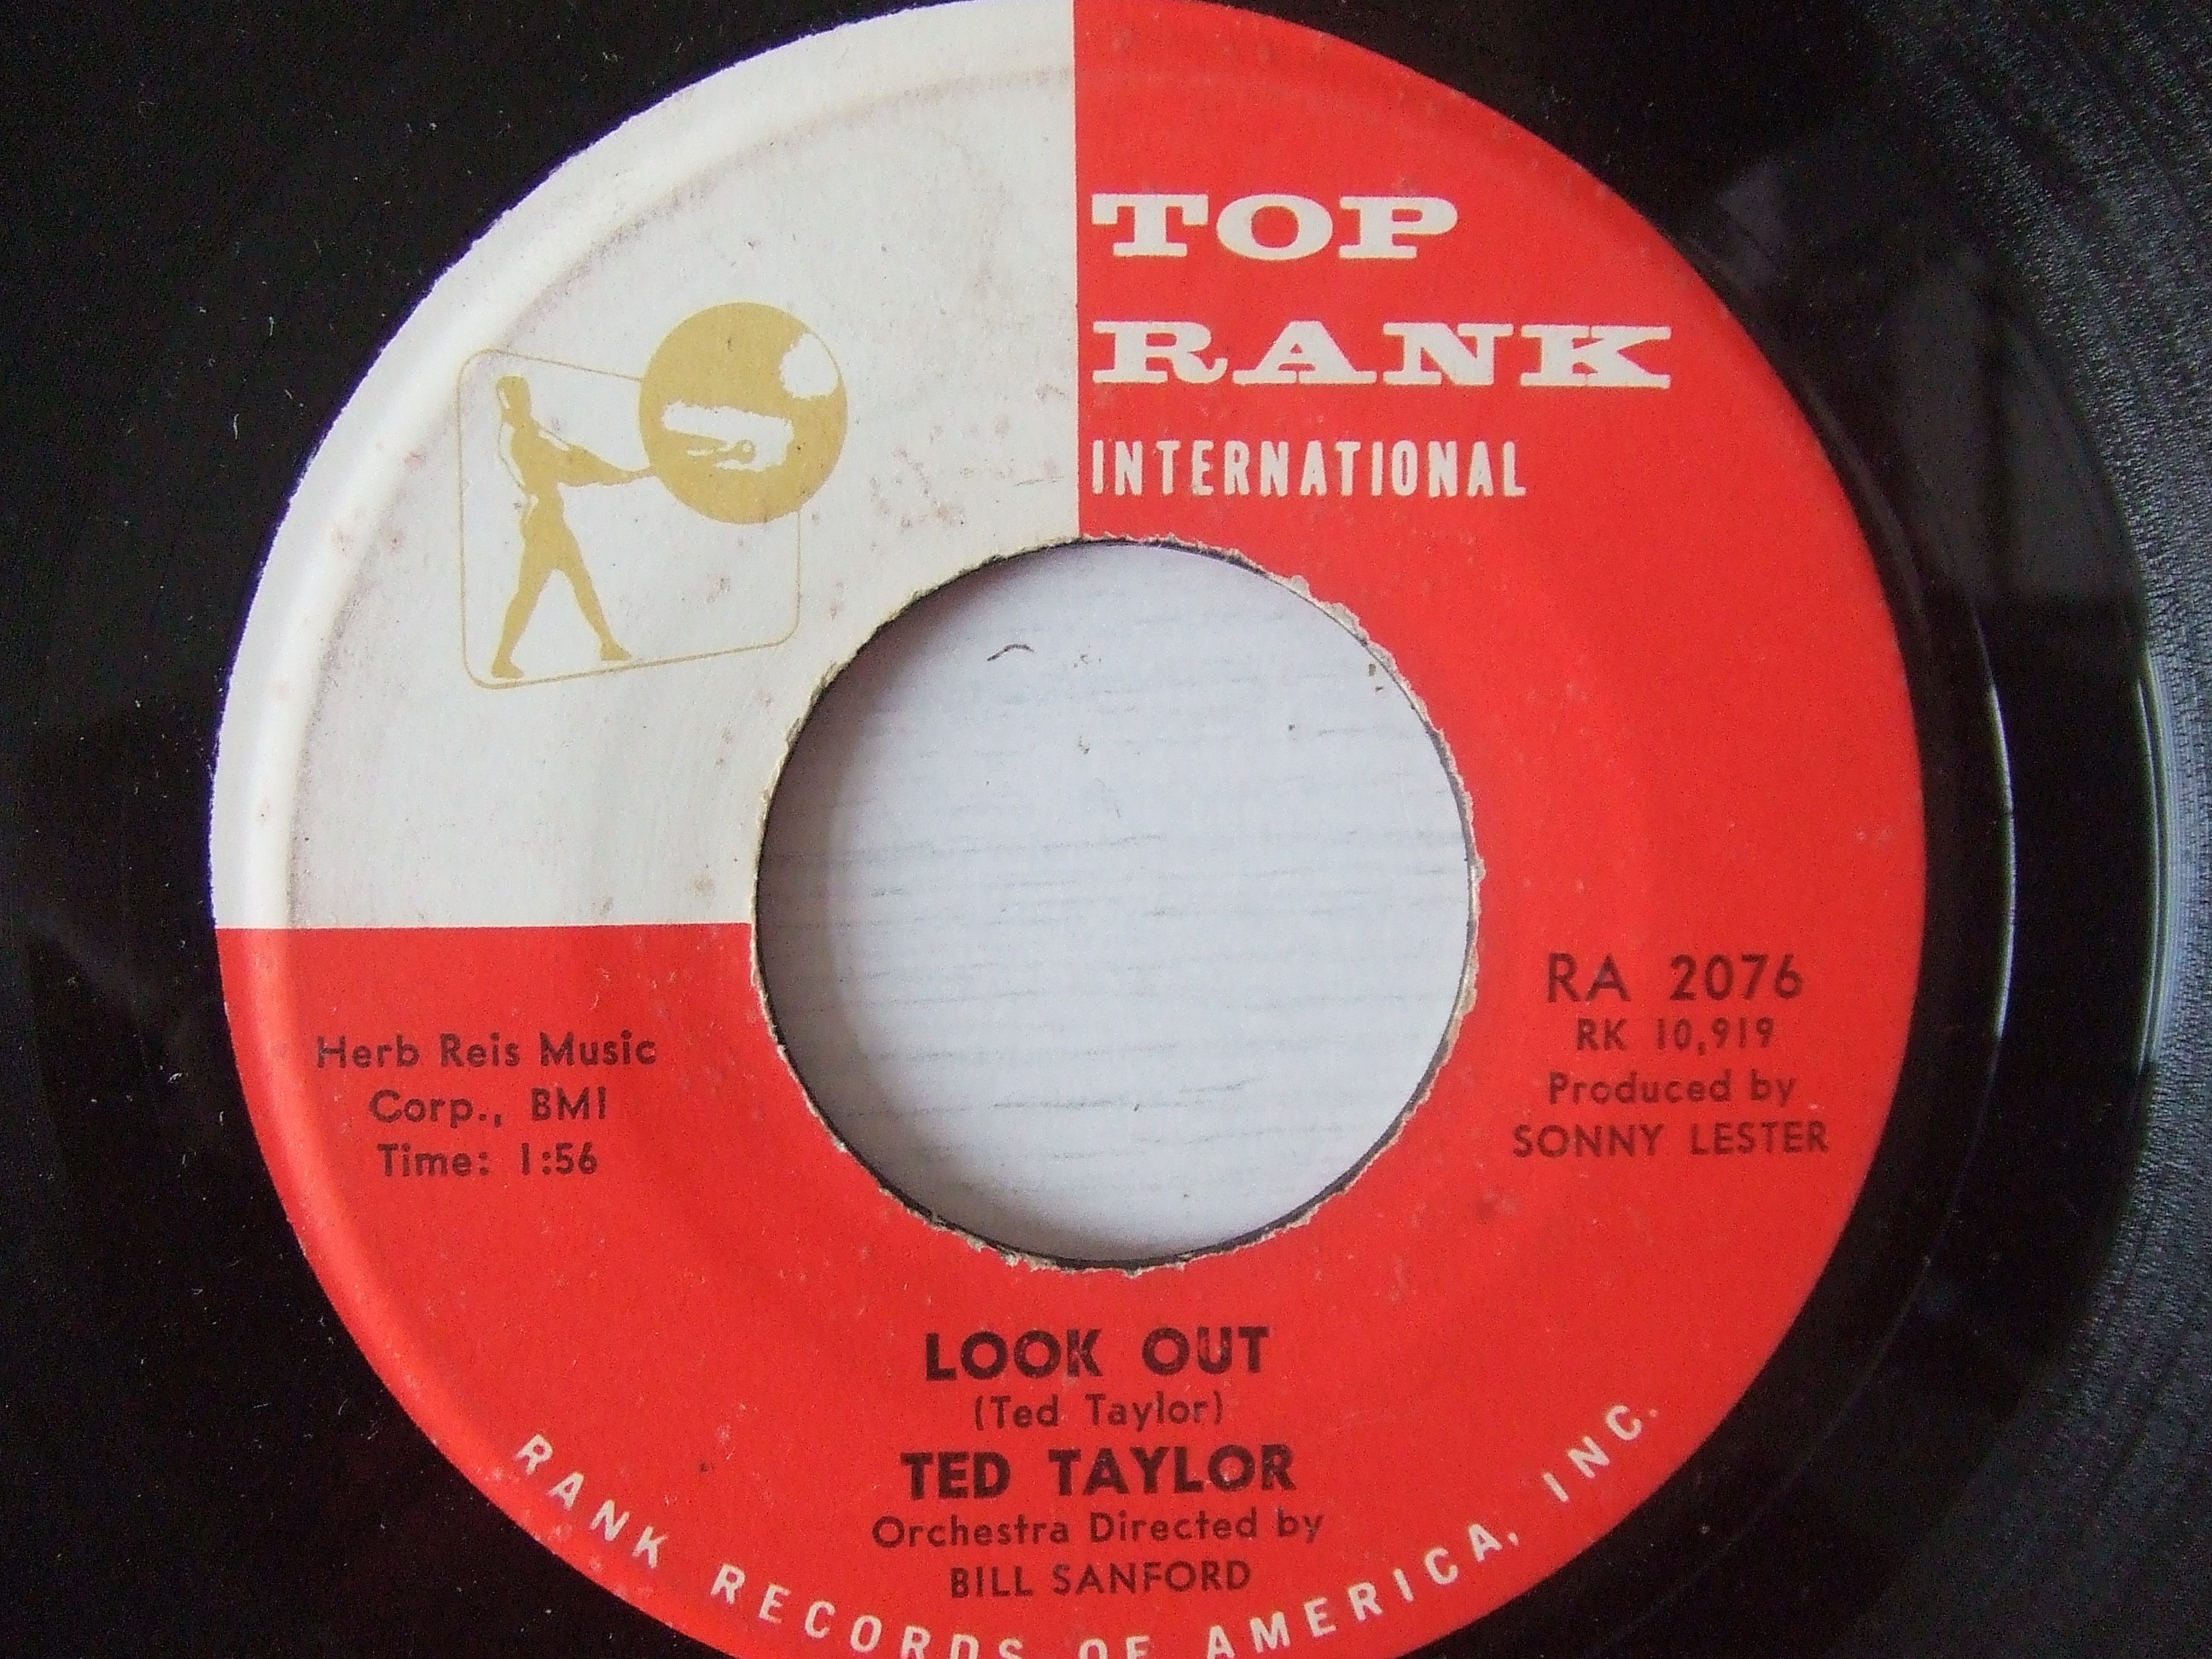 TOP
RANK
INTERNATIONAL
Herb Reis Music
Corp., BMI
Time: 1:56
RA 2076
RK 10,919
Produced by
SONNY LESTER
LOOK OUT
(Ted Taylor)
TED TAYLOR
Orchestra Directed by
BILL SANFORD
RANK RECORDS OF AMERICA, INC.